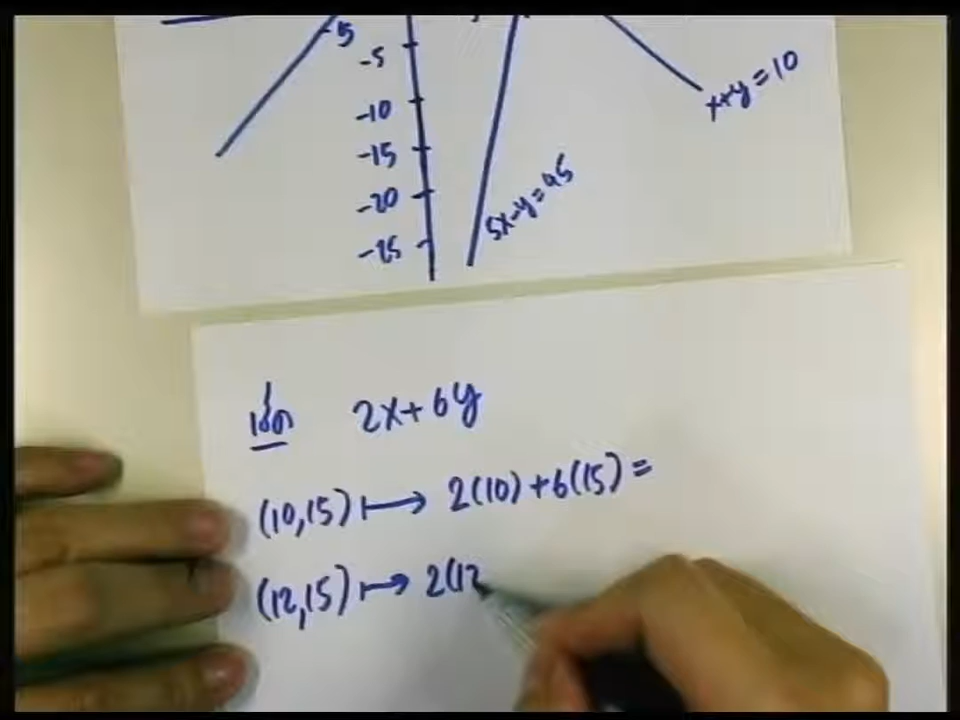 5
-5
-10
-15
-20
-25
5x-y=45
x+y=10
เช็ค 2x+6y
(10,15) ⟼ 2(10)+6(15)=
(12,15) ⟼ 2(12